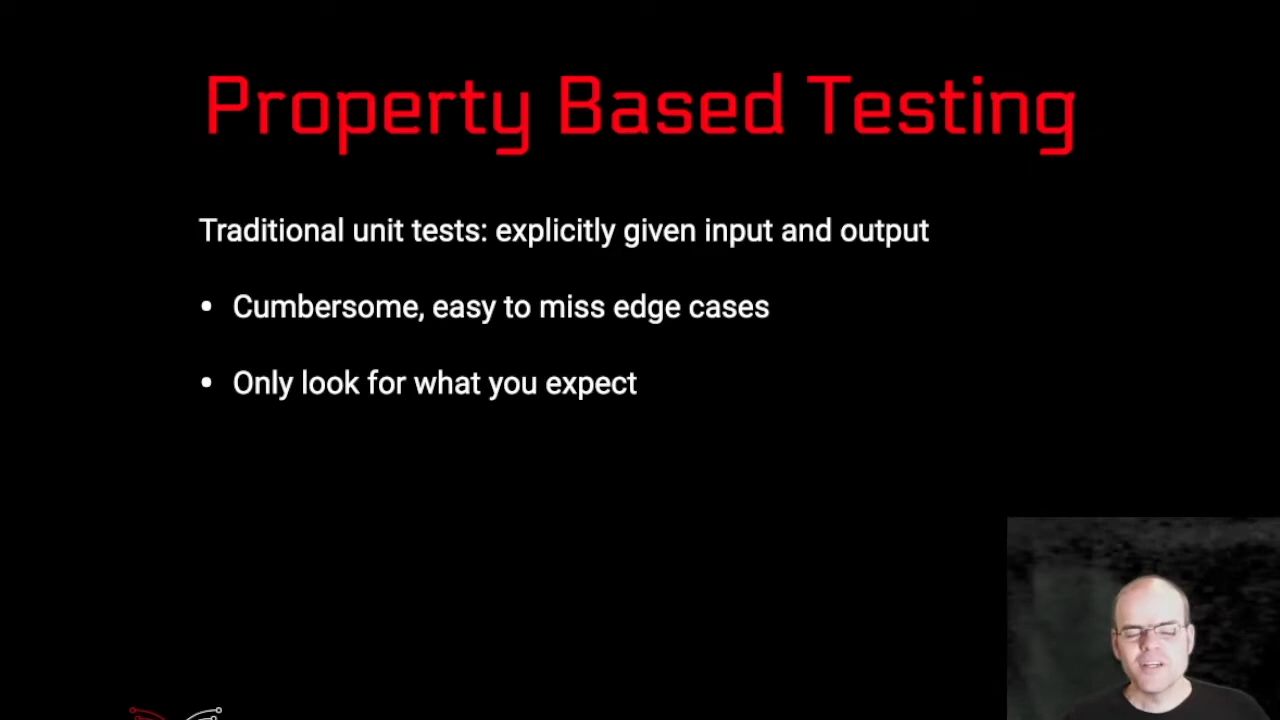 Property Based Testing
Traditional unit tests: explicitly given input and output
• Cumbersome, easy to miss edge cases
• Only look for what you expect